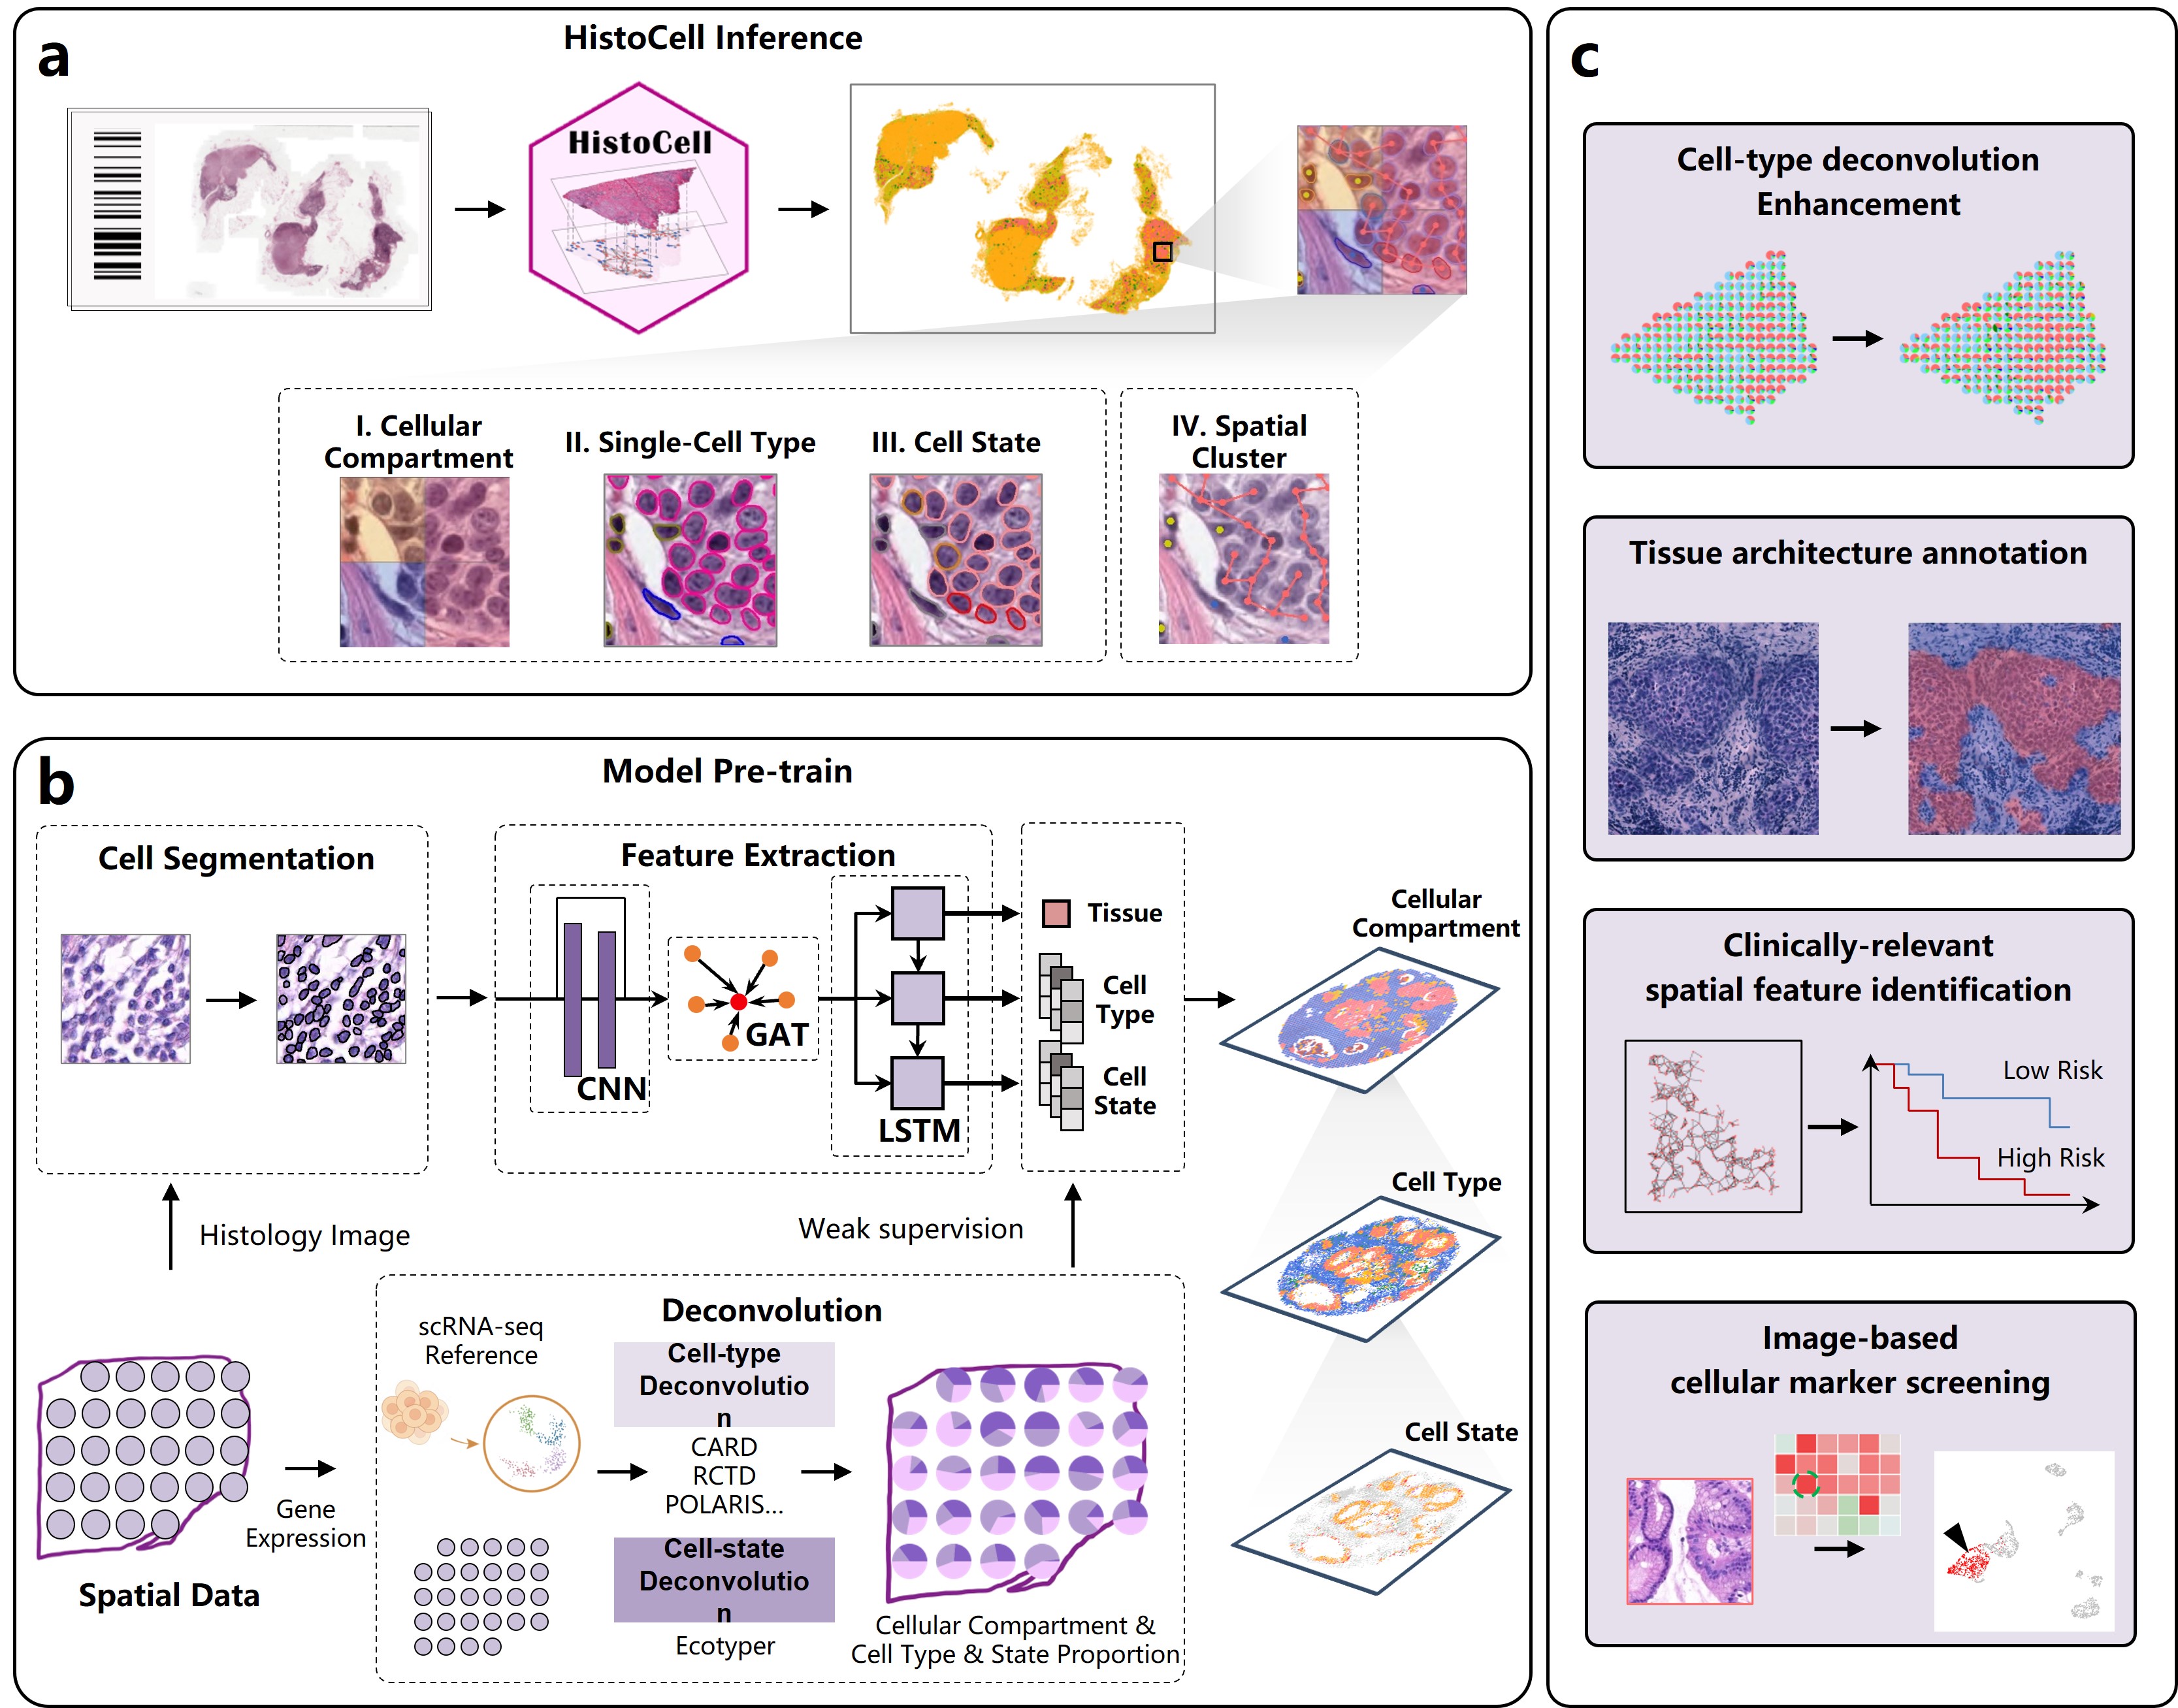 a
HistoCell Inference
HistoCell
I. Cellular
Compartment
II. Single-Cell Type
III. Cell State
IV. Spatial
Cluster
b
Model Pre-train
Cell Segmentation
Feature Extraction
CNN
GAT
LSTM
Tissue
Cell
Type
Cell
State
Cellular
Compartment
Cell Type
Cell State
Histology Image
Weak supervision
Spatial Data
Gene
Expression
Deconvolution
scRNA-seq
Reference
Cell-type
Deconvolutio
n
CARD
RCTD
POLARIS...
Cell-state
Deconvolutio
n
Ecotyper
Cellular Compartment &
Cell Type & State Proportion
c
Cell-type deconvolution
Enhancement
Tissue architecture annotation
Clinically-relevant
spatial feature identification
Low Risk
High Risk
Image-based
cellular marker screening